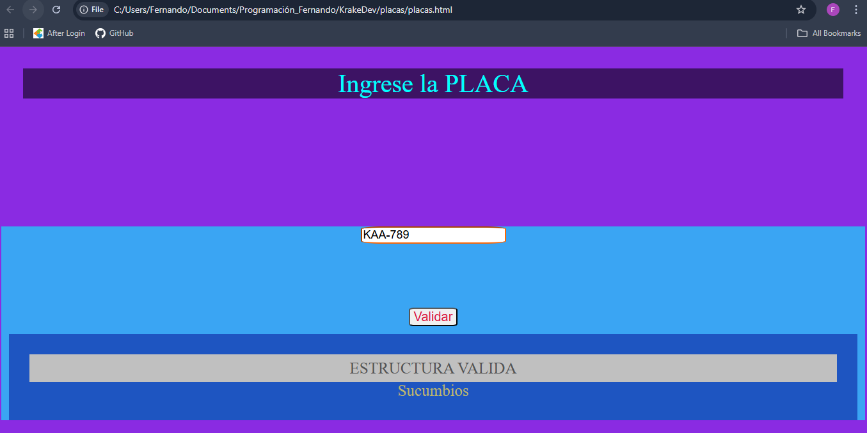 File C:/Users/Fernando/Documents/Programación_Fernando/KrakeDev/placas/placas.html
F
After Login GitHub All Bookmarks
Ingrese la PLACA
KAA-789
Validar
ESTRUCTURA VALIDA
Sucumbios